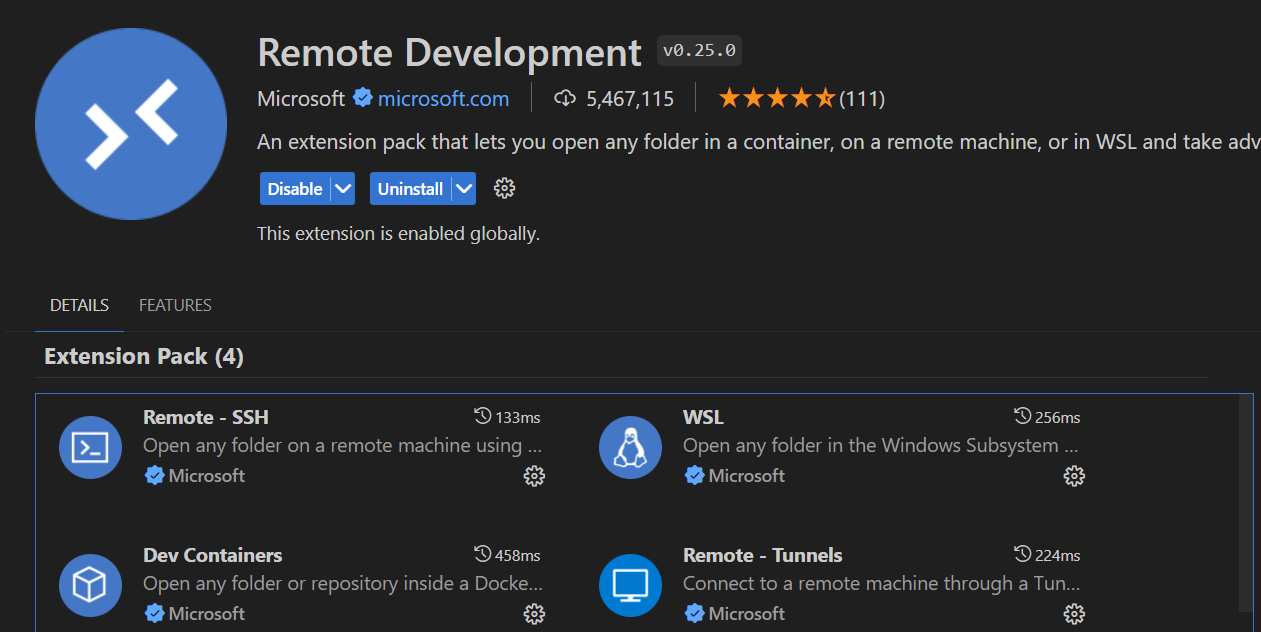 Remote Development v0.25.0
Microsoft microsoft.com 5,467,115 (111)
An extension pack that lets you open any folder in a container, on a remote machine, or in WSL and take adv
Disable Uninstall
This extension is enabled globally.
DETAILS FEATURES
Extension Pack (4)
Remote - SSH 133ms
Open any folder on a remote machine using ...
Microsoft
WSL 256ms
Open any folder in the Windows Subsystem ...
Microsoft
Dev Containers 458ms
Open any folder or repository inside a Docke...
Microsoft
Remote - Tunnels 224ms
Connect to a remote machine through a Tun...
Microsoft